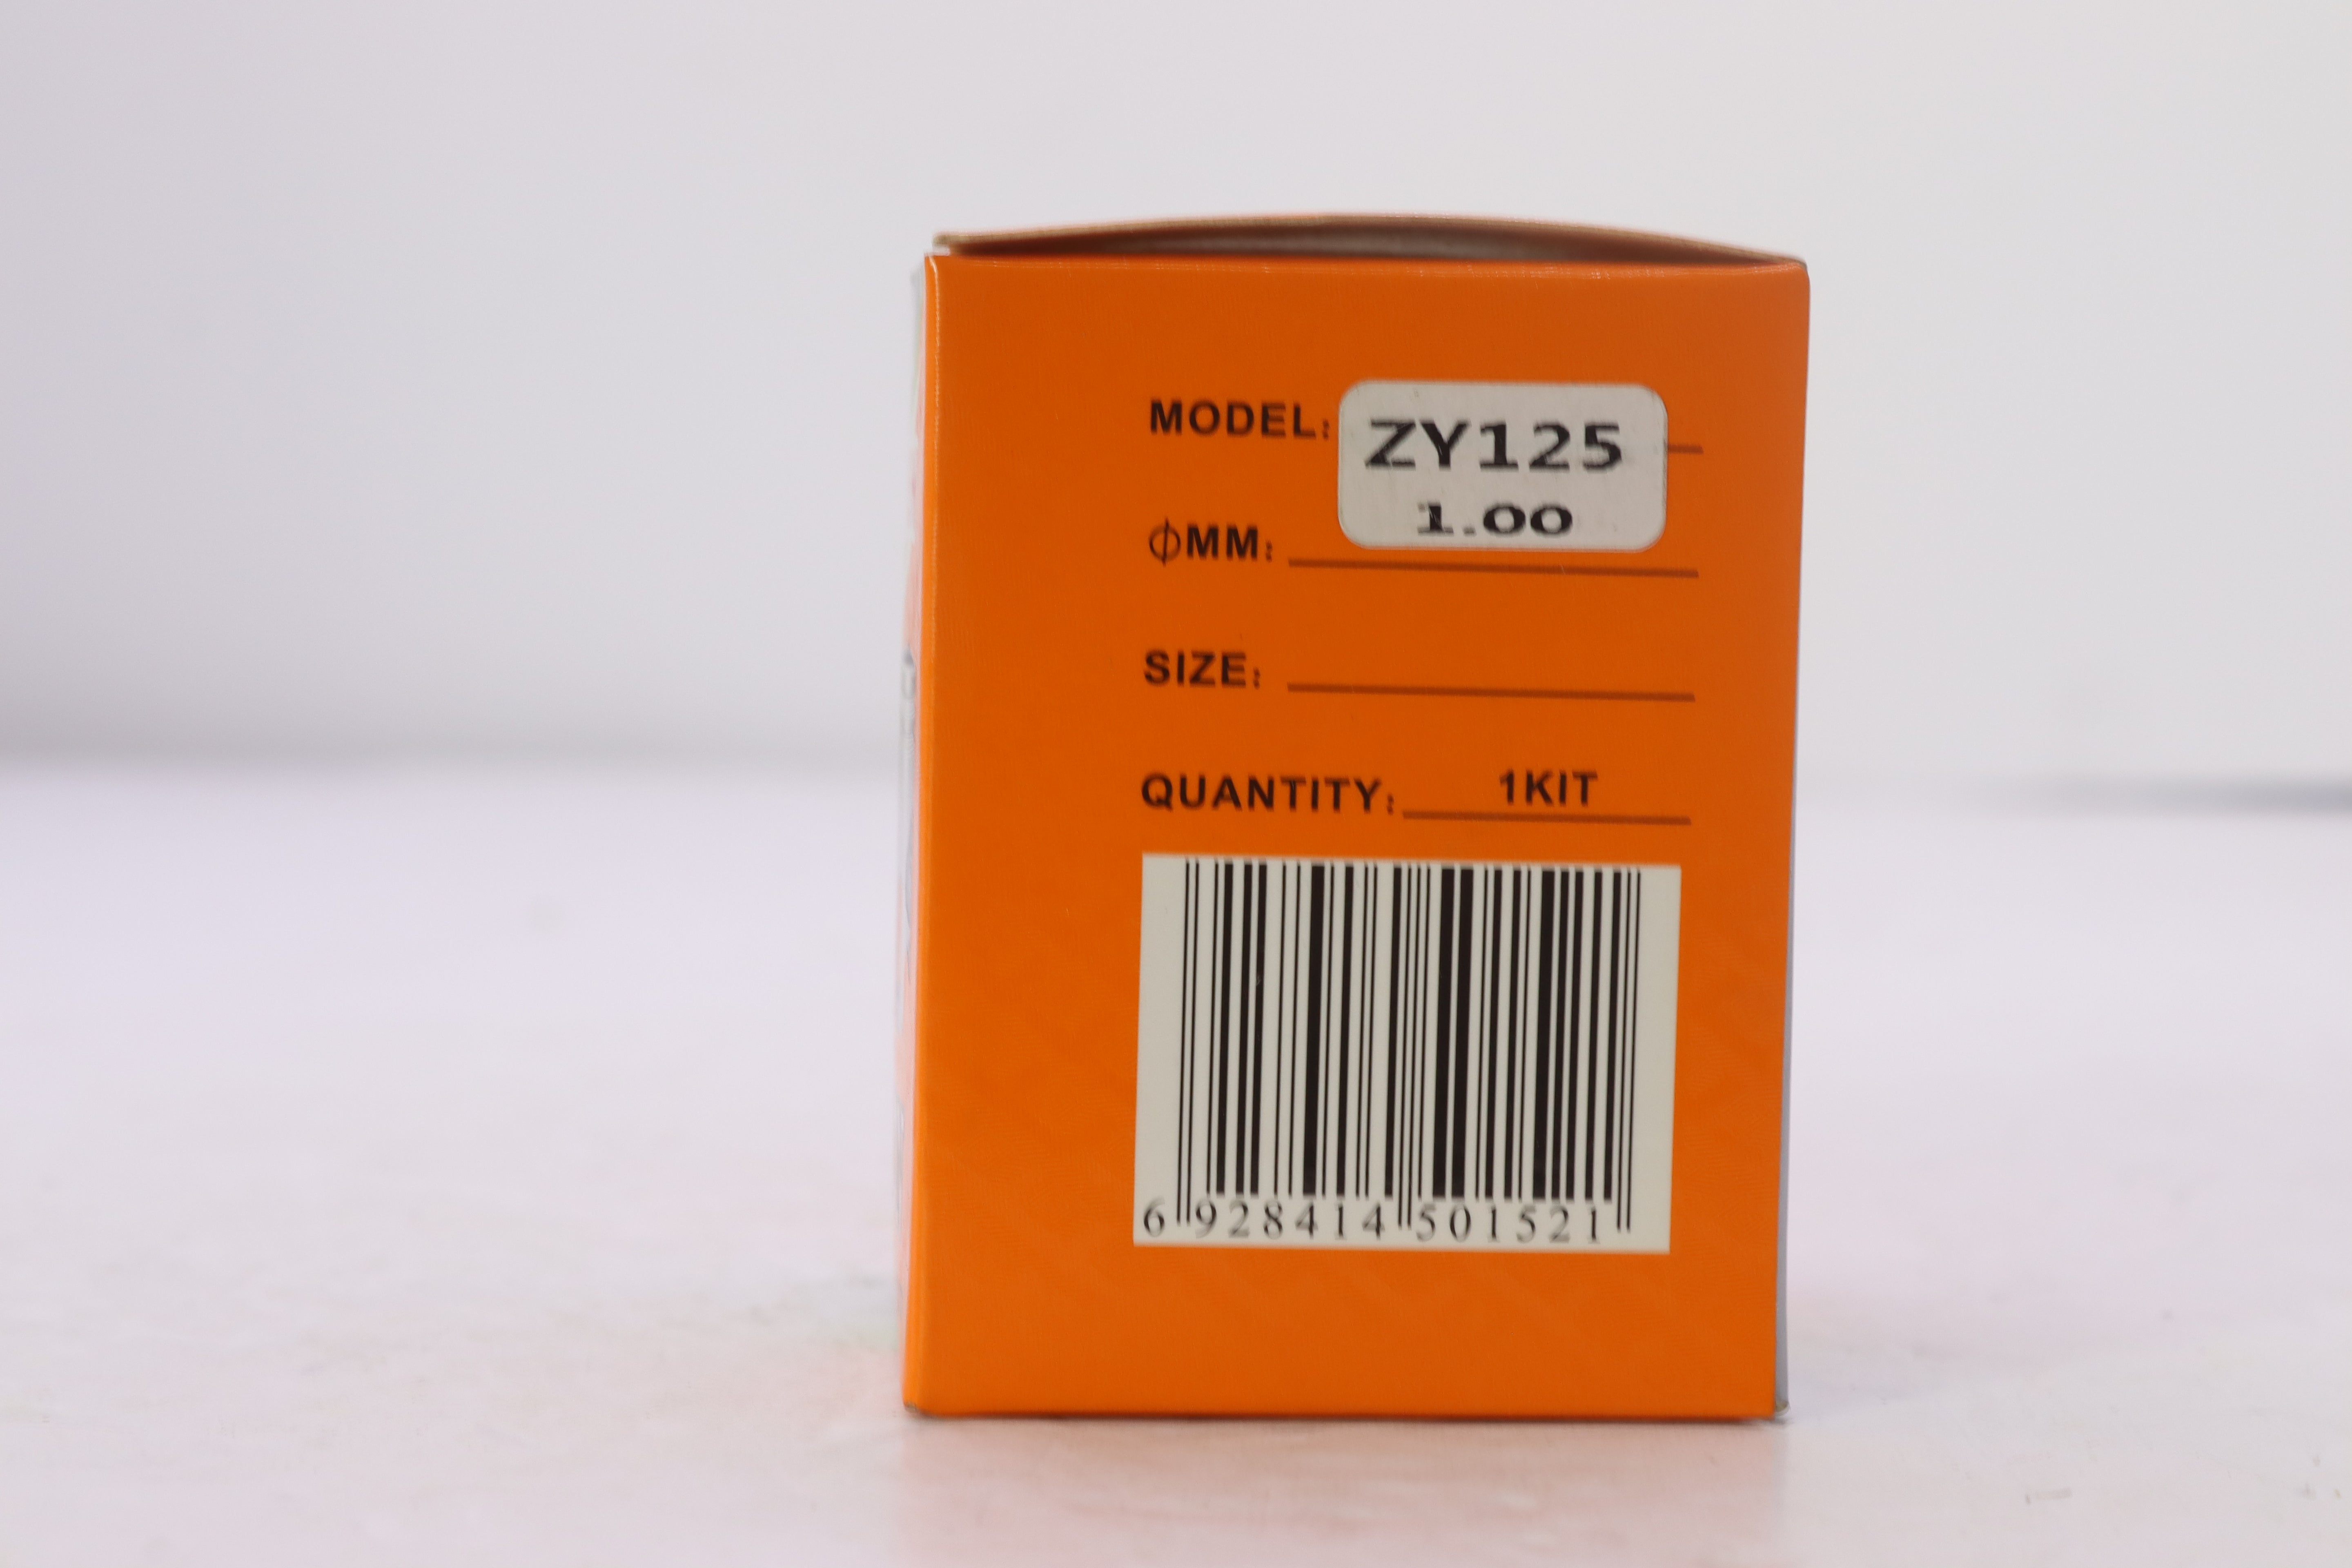 MODEL: ZY125
1.00
ϕMM:
SIZE:
QUANTITY: 1KIT
6 928414 501521